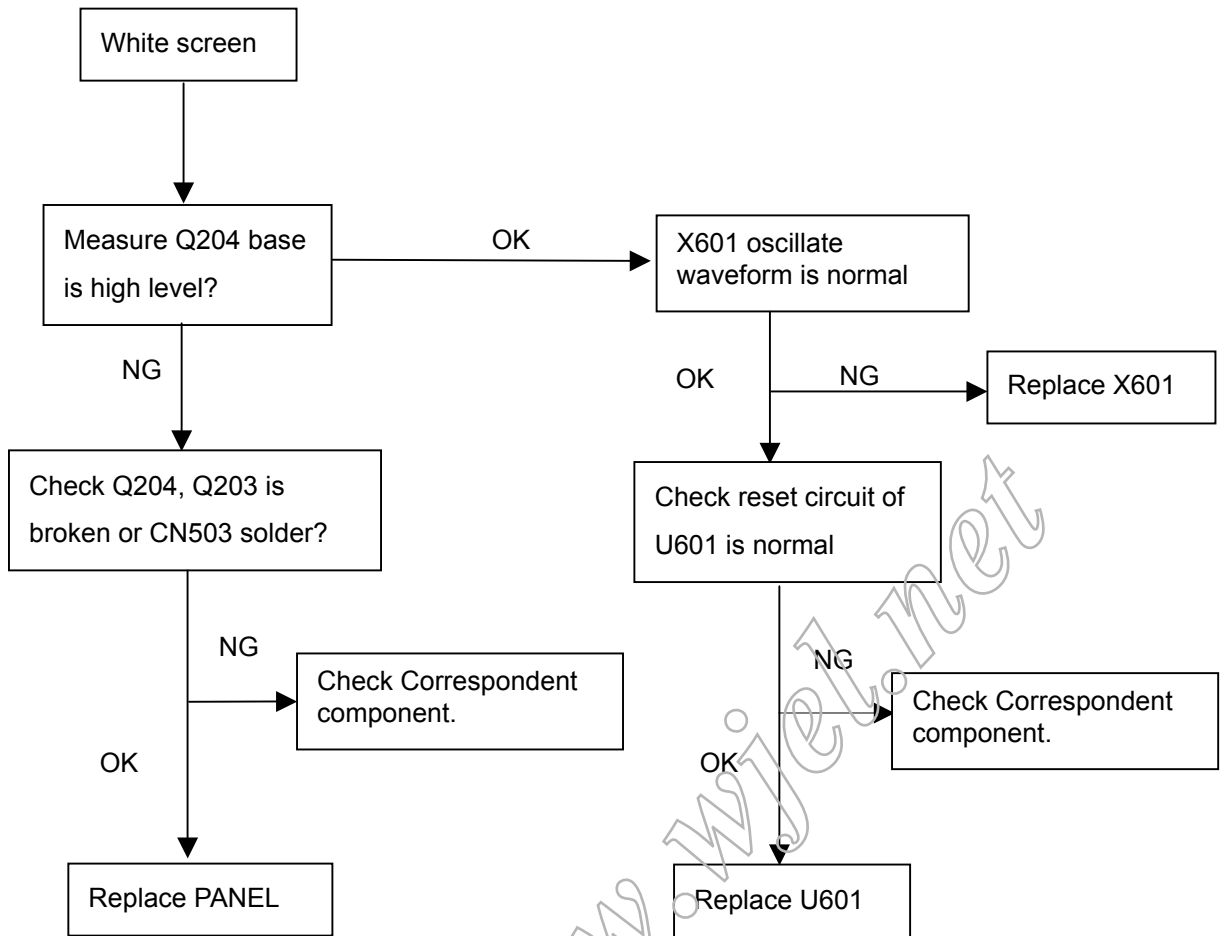 White screen
Measure Q204 base
is high level?
OK
X601 oscillate
waveform is normal
NG
OK
NG
Replace X601
Check Q204, Q203 is
broken or CN503 solder?
Check reset circuit of
U601 is normal
NG
Check Correspondent
component.
NG
Check Correspondent
component.
OK
OK
Replace PANEL
Replace U601
w.wjel.net